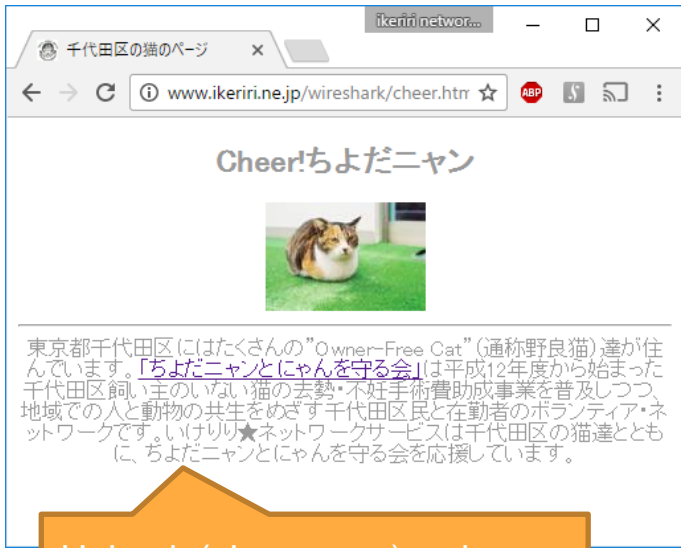 ikeriri networ...
千代田区の猫のページ
www.ikeriri.ne.jp/wireshark/cheer.htm
ABP
S
Cheer!ちよだニャン
東京都千代田区にはたくさんの”Owner-Free Cat”（通称野良猫）達が住
んでいます。「ちよだニャンとにゃんを守る会」は平成12年度から始まった
千代田区飼い主のいない猫の去勢・不妊手術費助成事業を普及しつつ、
地域での人と動物の共生をめざす千代田区民と在勤者のボランティア・ネ
ットワークです。いけりり★ネットワークサービスは千代田区の猫達ととも
に、ちよだニャンとにゃんを守る会を応援しています。